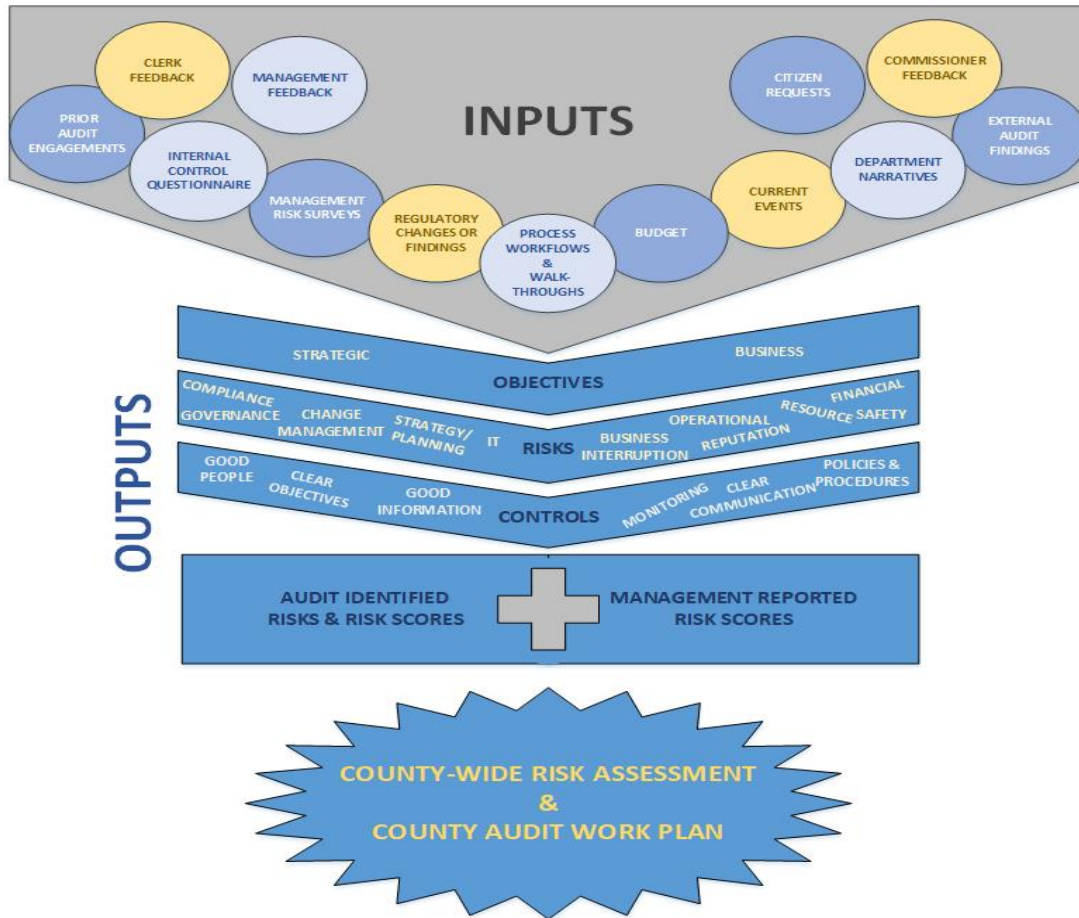 INPUTS
CLERK
FEEDBACK
MANAGEMENT
FEEDBACK
PRIOR
AUDIT
ENGAGEMENTS
INTERNAL
CONTROL
QUESTIONNAIRE
MANAGEMENT
RISK SURVEYS
REGULATORY
CHANGES OR
FINDINGS
PROCESS
WORKFLOWS
&
WALK-
THROUGHS
BUDGET
CURRENT
EVENTS
CITIZEN
REQUESTS
COMMISSIONER
FEEDBACK
DEPARTMENT
NARRATIVES
EXTERNAL
AUDIT
FINDINGS
OUTPUTS
STRATEGIC
OBJECTIVES
BUSINESS
COMPLIANCE
GOVERNANCE
CHANGE
MANAGEMENT
STRATEGY/
PLANNING
IT
RISKS
BUSINESS
INTERRUPTION
OPERATIONAL
REPUTATION
RESOURCE
FINANCIAL
SAFETY
GOOD
PEOPLE
CLEAR
OBJECTIVES
GOOD
INFORMATION
CONTROLS
MONITORING
CLEAR
COMMUNICATION
POLICIES &
PROCEDURES
AUDIT IDENTIFIED
RISKS & RISK SCORES
MANAGEMENT REPORTED
RISK SCORES
COUNTY-WIDE RISK ASSESSMENT
&
COUNTY AUDIT WORK PLAN